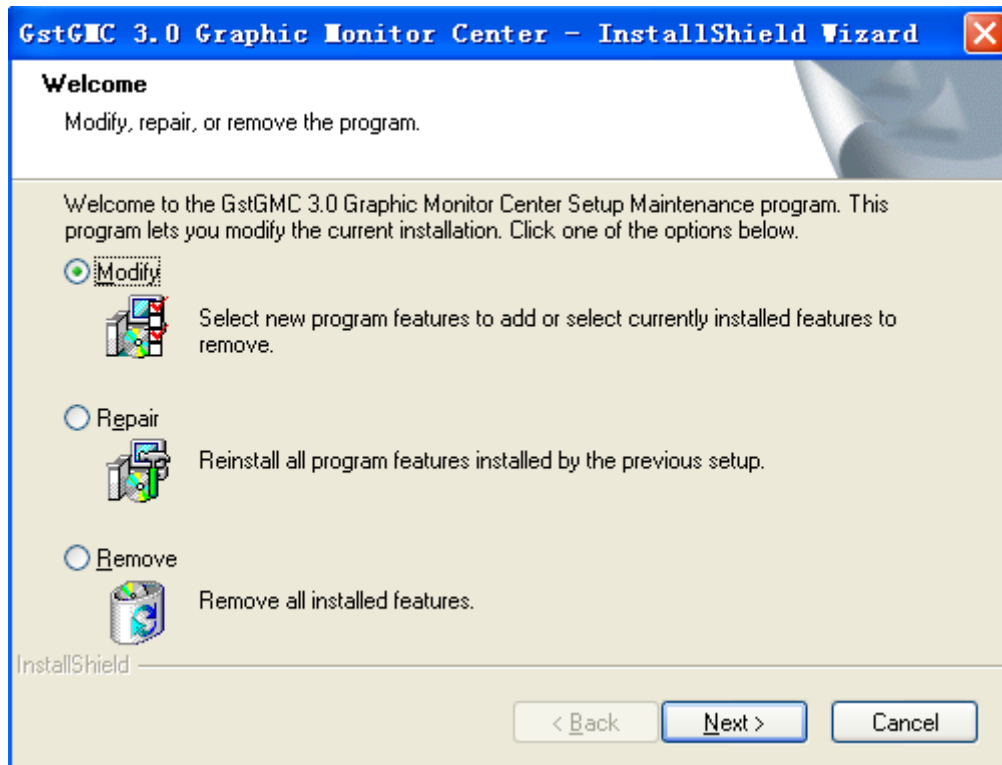 GstGMC 3.0 Graphic Monitor Center - InstallShield Wizard
Welcome
Modify, repair, or remove the program.
Welcome to the GstGMC 3.0 Graphic Monitor Center Setup Maintenance program. This
program lets you modify the current installation. Click one of the options below.
Modify
Select new program features to add or select currently installed features to
remove.
Repair
Reinstall all program features installed by the previous setup.
Remove
Remove all installed features.
InstallShield
< Back Next > Cancel